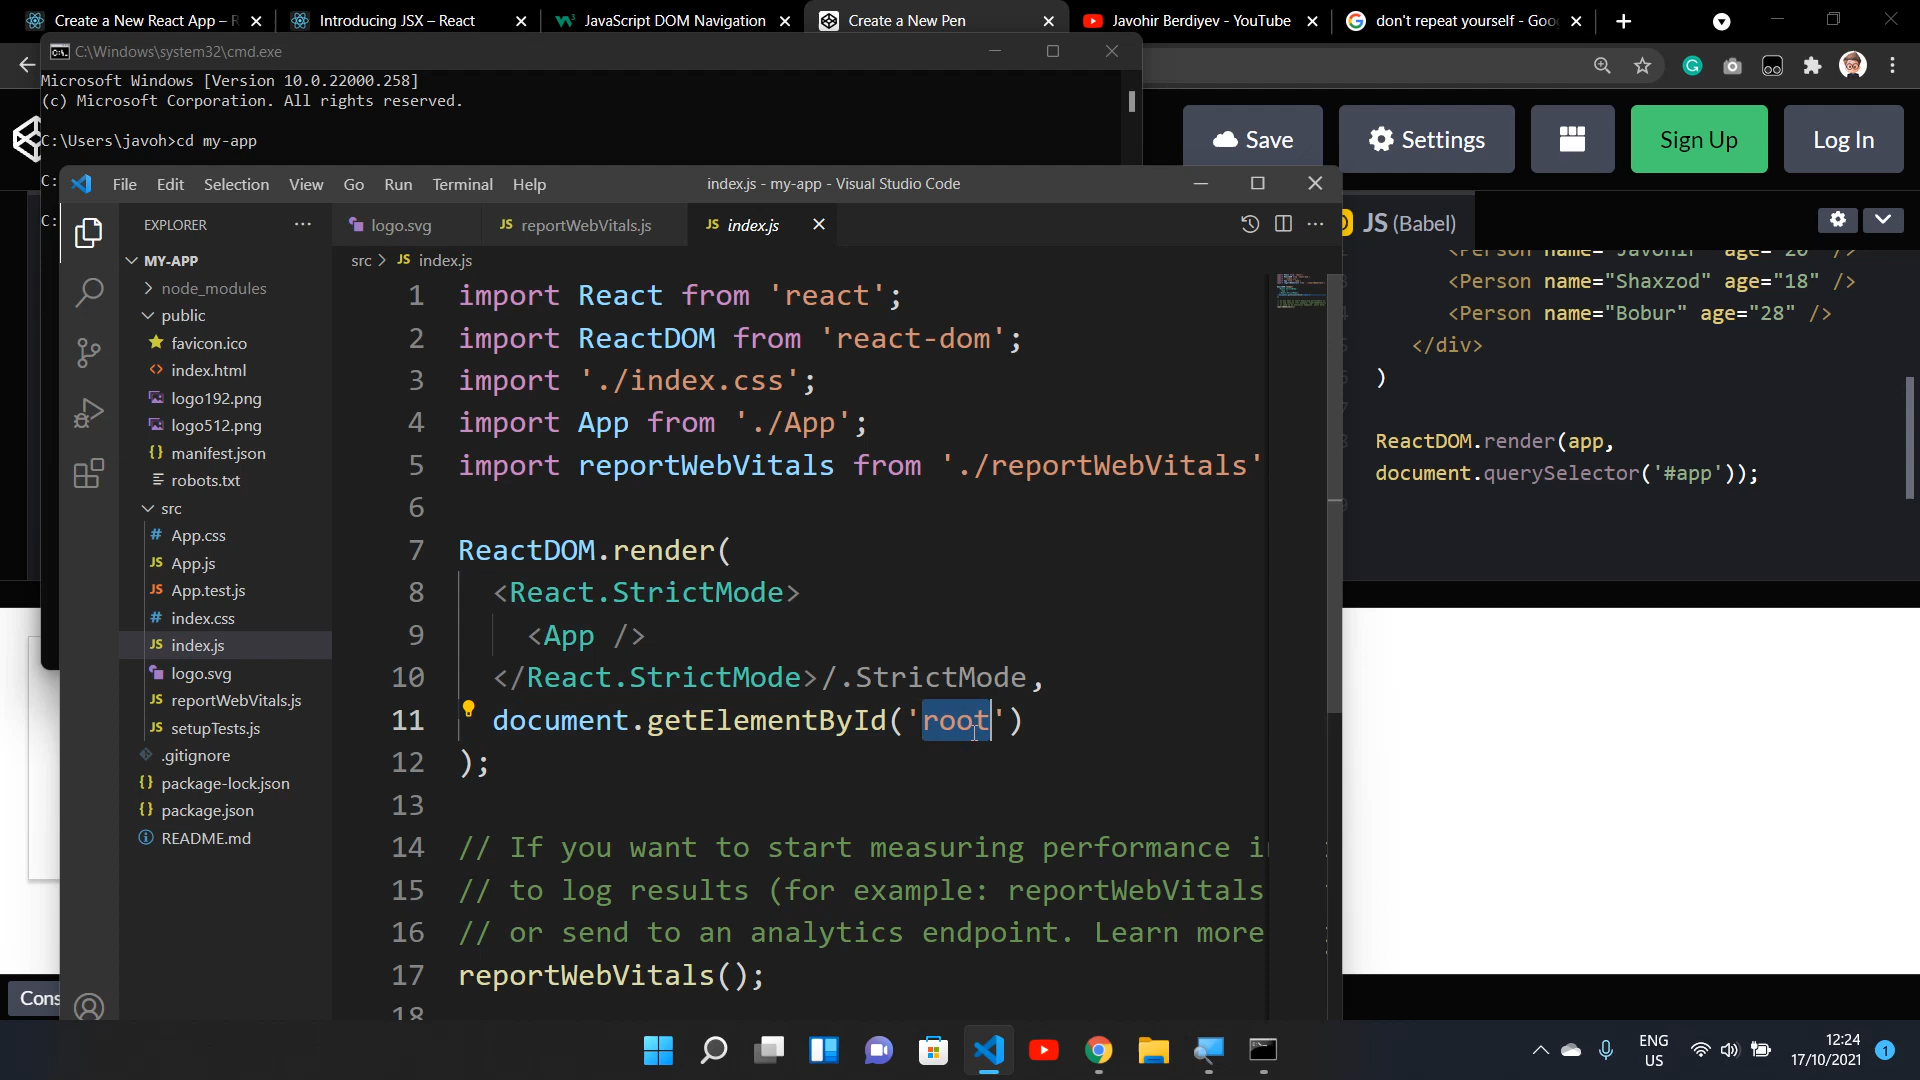 Create a New React App – R
Introducing JSX – React
JavaScript DOM Navigation
Create a New Pen
Javohir Berdiyev - YouTube
don't repeat yourself - Goo
C:\Windows\system32\cmd.exe
Microsoft Windows [Version 10.0.22000.258]
(c) Microsoft Corporation. All rights reserved.
C:\Users\javoh>cd my-app
C:
C:
Save
Settings
Sign Up
Log In
File Edit Selection View Go Run Terminal Help
index.js - my-app - Visual Studio Code
EXPLORER
logo.svg
JS reportWebVitals.js
JS index.js
src > JS index.js
MY-APP
node_modules
public
favicon.ico
index.html
logo192.png
logo512.png
manifest.json
robots.txt
src
App.css
App.js
App.test.js
index.css
index.js
logo.svg
reportWebVitals.js
setupTests.js
.gitignore
package-lock.json
package.json
README.md
1 import React from 'react';
2 import ReactDOM from 'react-dom';
3 import './index.css';
4 import App from './App';
5 import reportWebVitals from './reportWebVitals'
6
7 ReactDOM.render(
8 <React.StrictMode>
9 <App />
10 </React.StrictMode>/.StrictMode,
11 document.getElementById('root')
12 );
13
14 // If you want to start measuring performance i
15 // to log results (for example: reportWebVitals
16 // or send to an analytics endpoint. Learn more
17 reportWebVitals();
18
JS (Babel)
<Person name="Javohir" age="20" />
<Person name="Shaxzod" age="18" />
<Person name="Bobur" age="28" />
</div>
)
ReactDOM.render(app,
document.querySelector('#app'));
Cons
ENG
US
12:24
17/10/2021
1